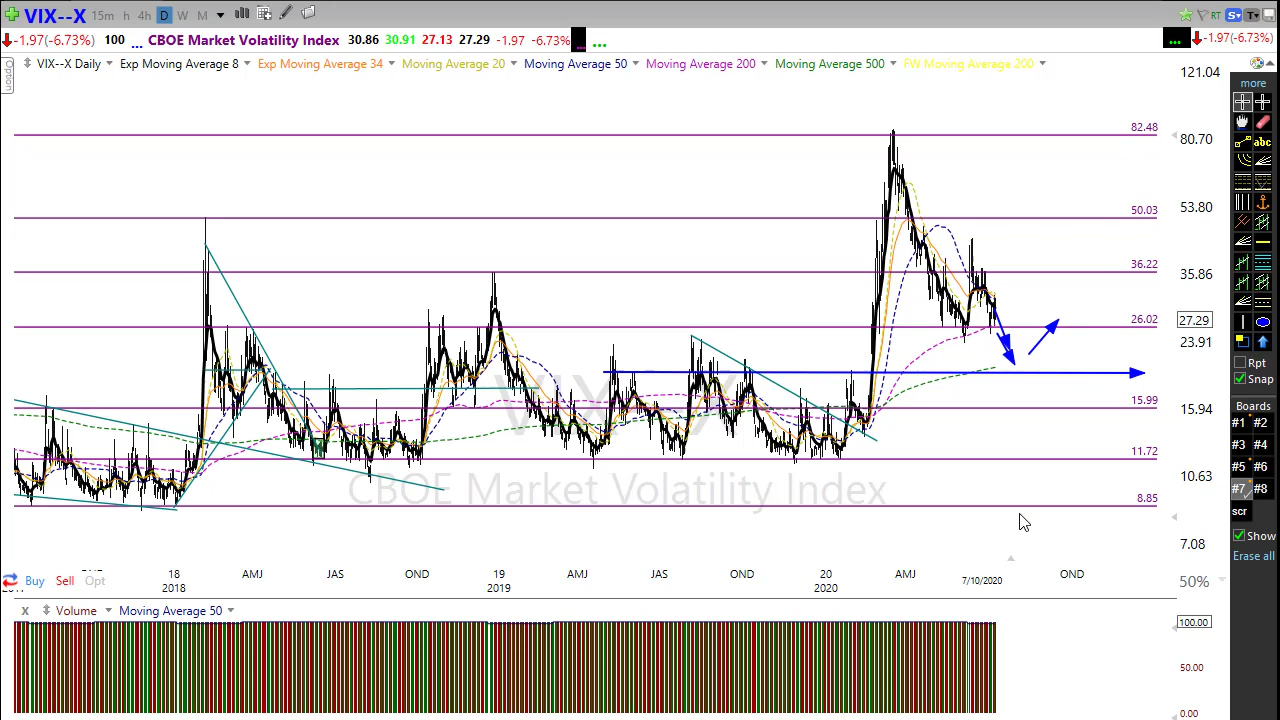 VIX--X 15m h 4h D W M RT S T
-1.97(-6.73%) 100 ... CBOE Market Volatility Index 30.86 30.91 27.13 27.29 -1.97 -6.73% ... ... -1.97(-6.73%)
Option
VIX--X Daily Exp Moving Average 8 Exp Moving Average 34 Moving Average 20 Moving Average 50 Moving Average 200 Moving Average 500 FW Moving Average 200
121.04
more
82.48
80.70
abc
50.03
53.80
36.22
35.86
26.02
27.29
23.91
Rpt
Snap
VIX--X
15.99
15.94
Boards
#1 #2
#3 #4
11.72
#5 #6
CBOE Market Volatility Index
10.63
#7 #8
8.85
scr
Show
7.08
Erase all
18 AMJ JAS OND 19 AMJ JAS OND 20 AMJ OND
Buy Sell Opt
2018 2019 2020 7/10/2020
50%
x Volume Moving Average 50
100.00
50.00
0.00